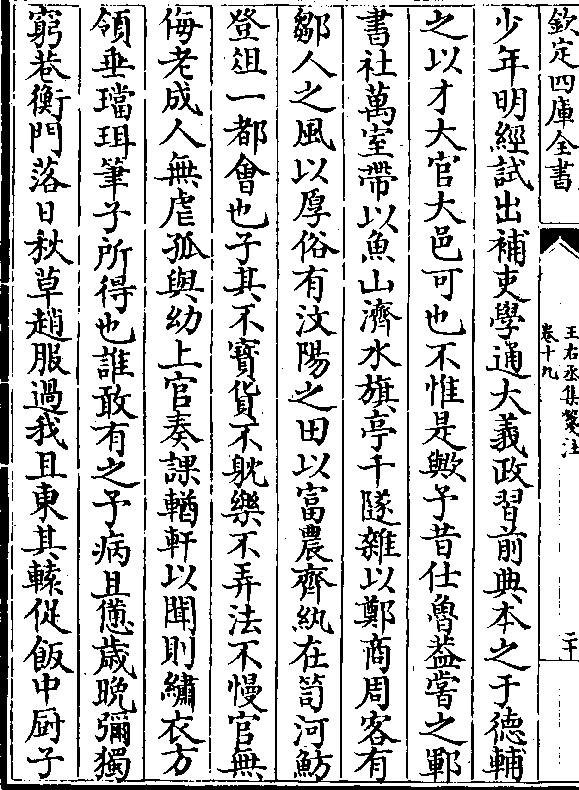 欽定四庫全書
王右丞集箋注
卷十九
二十
少年明經試出補吏學通大義政習前典本之于德輔
之以才大官大邑可也不惟是歟予昔仕魯葢嘗之鄆
書社萬室帶以魚山濟水旗亭千隧雜以鄭商周客有
鄒人之風以厚俗有汶陽之田以富農齊紈在笥河魴
登俎一都會也子其不寶貨不躭樂不弄法不慢官無
侮老成人無虐孤與幼上官奏課輶軒以聞則繡衣方
領垂璫珥筆子所得也誰敢有之予病且憊歲晩彌獨
窮巷衡門落日秋草趙服過我且東其轅促飯中厨子